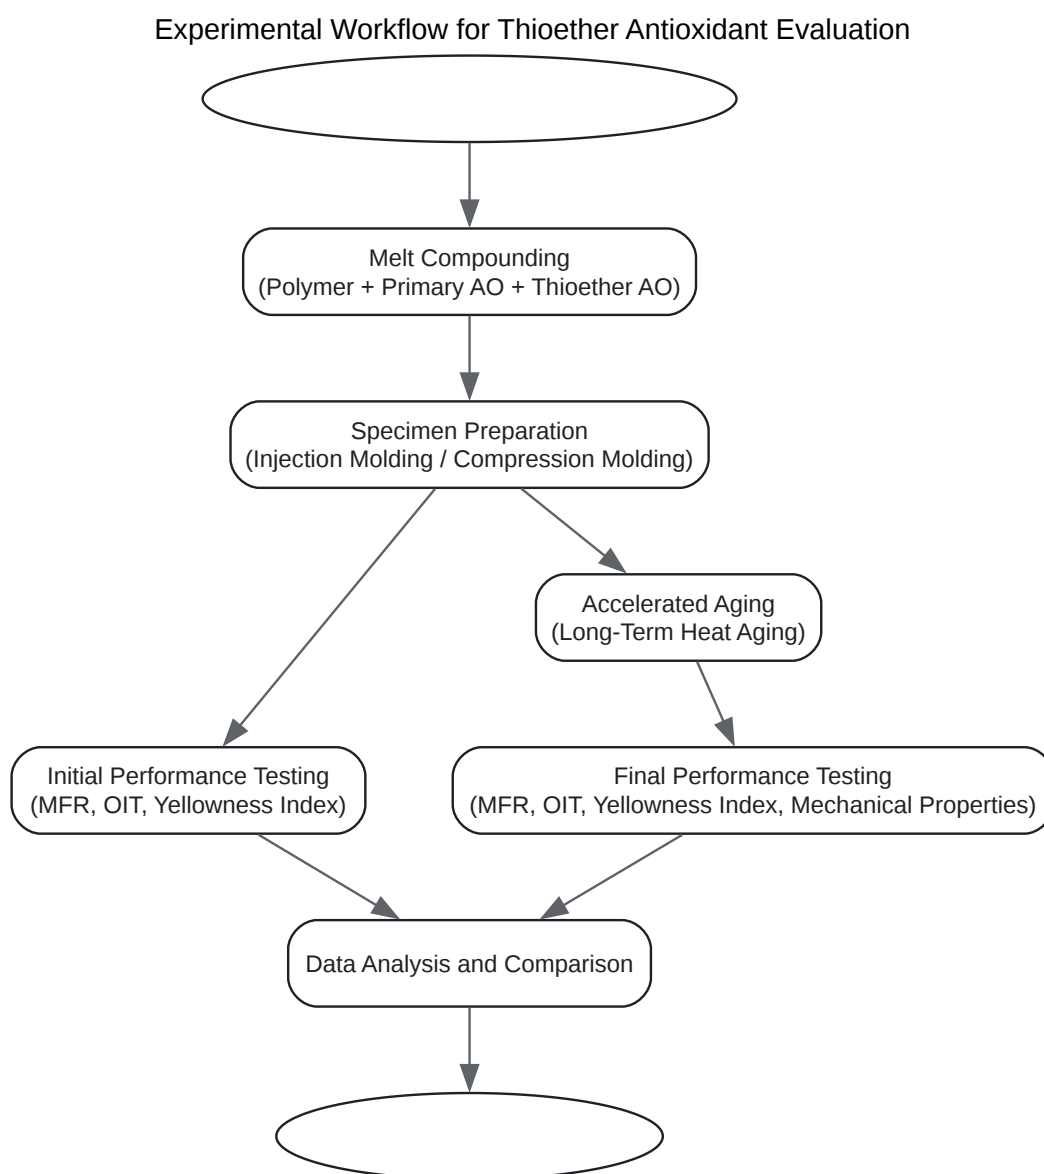 Experimental Workflow for Thioether Antioxidant Evaluation
Melt Compounding
(Polymer + Primary AO + Thioether AO)
Specimen Preparation
(Injection Molding / Compression Molding)
Accelerated Aging
(Long-Term Heat Aging)
Initial Performance Testing
(MFR, OIT, Yellowness Index)
Final Performance Testing
(MFR, OIT, Yellowness Index, Mechanical Properties)
Data Analysis and Comparison